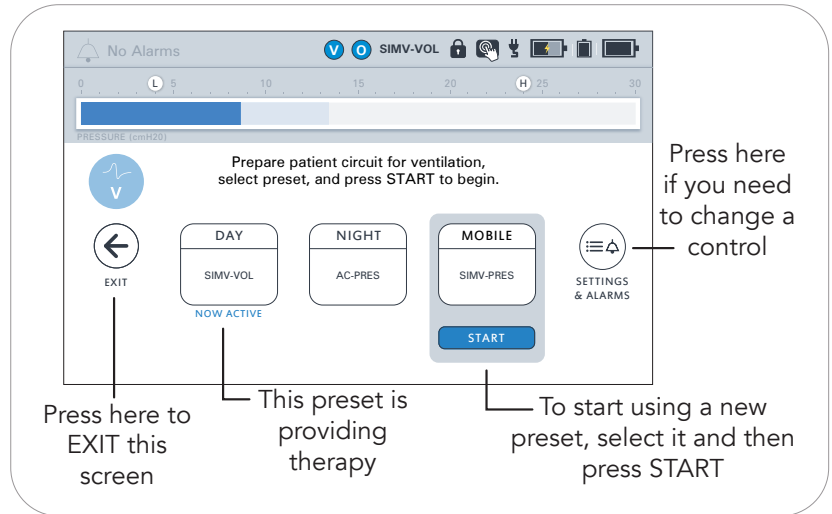 No Alarms
V O SIMV-VOL
0 L 5 10 15 20 H 25 30
PRESSURE (cmH20)
V
Prepare patient circuit for ventilation,
select preset, and press START to begin.
EXIT
DAY
SIMV-VOL
NOW ACTIVE
NIGHT
AC-PRES
MOBILE
SIMV-PRES
START
SETTINGS
& ALARMS
Press here
if you need
to change a
control
Press here to
EXIT this
screen
This preset is
providing
therapy
To start using a new
preset, select it and then
press START